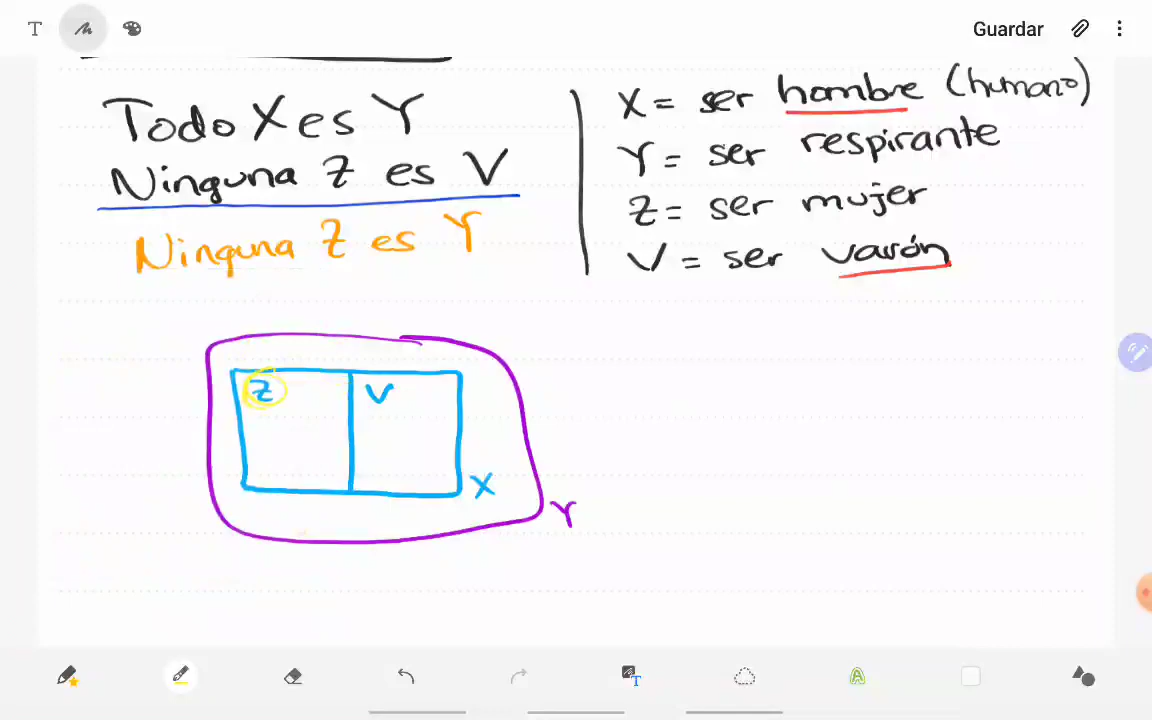 Guardar
Todo X es Y
Ninguna Z es V
Ninguna Z es Y
X = ser hombre (humano)
Y = ser respirante
Z = ser mujer
V = ser varón
Z V
X
Y
T
A